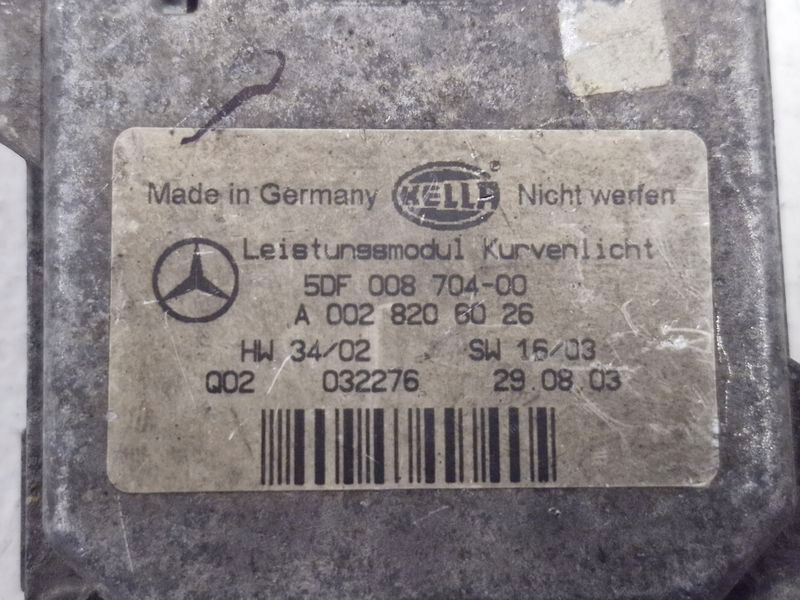 Made in Germany HELLA ® Nicht werfen
Leistungsmodul Kurvenlicht
5DF 008 704-00
A 002 820 60 26
HW 34/02 SW 16/03
Q02 032276 29.08.03